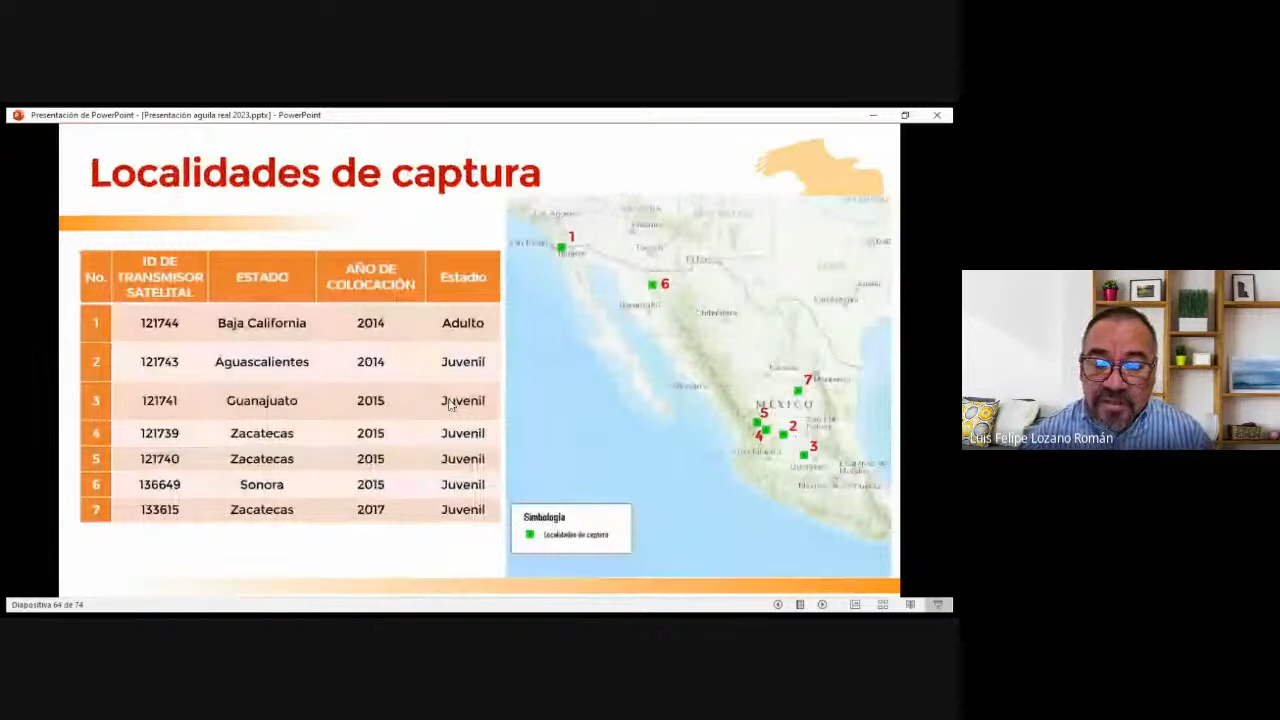 Presentación de PowerPoint - [Presentación aguila real 2023.pptx] - PowerPoint
Localidades de captura
No. ID DE TRANSMISOR SATELITAL ESTADO AÑO DE COLOCACIÓN Estadio
1 121744 Baja California 2014 Adulto
2 121743 Aguascalientes 2014 Juvenil
3 121741 Guanajuato 2015 Juvenil
4 121739 Zacatecas 2015 Juvenil
5 121740 Zacatecas 2015 Juvenil
6 136649 Sonora 2015 Juvenil
7 133615 Zacatecas 2017 Juvenil
1
6
7
MÉXICO
5
4
2
3
Simbología
Localidades de captura
Luis Felipe Lozano Román
Diapositiva 64 de 74